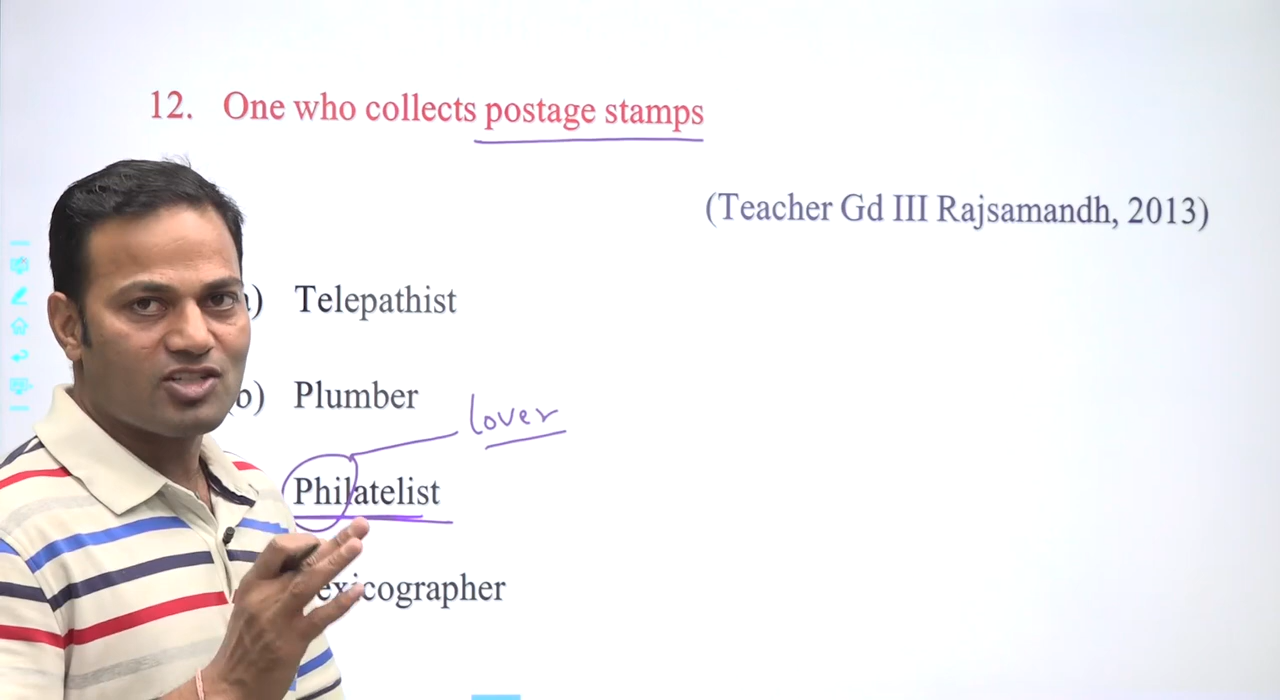 12. One who collects postage stamps
(Teacher Gd III Rajsamandh, 2013)
) Telepathist
b) Plumber
lover
Philatelist
exicographer